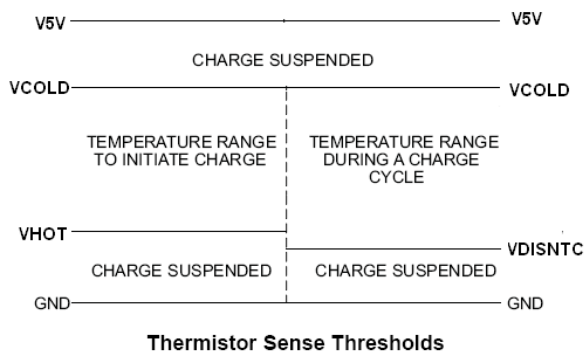 V5V
V5V
CHARGE SUSPENDED
VCOLD
VCOLD
TEMPERATURE RANGE
TO INITIATE CHARGE
TEMPERATURE RANGE
DURING A CHARGE
CYCLE
VHOT
VDISNTC
CHARGE SUSPENDED
CHARGE SUSPENDED
GND
GND
Thermistor Sense Thresholds